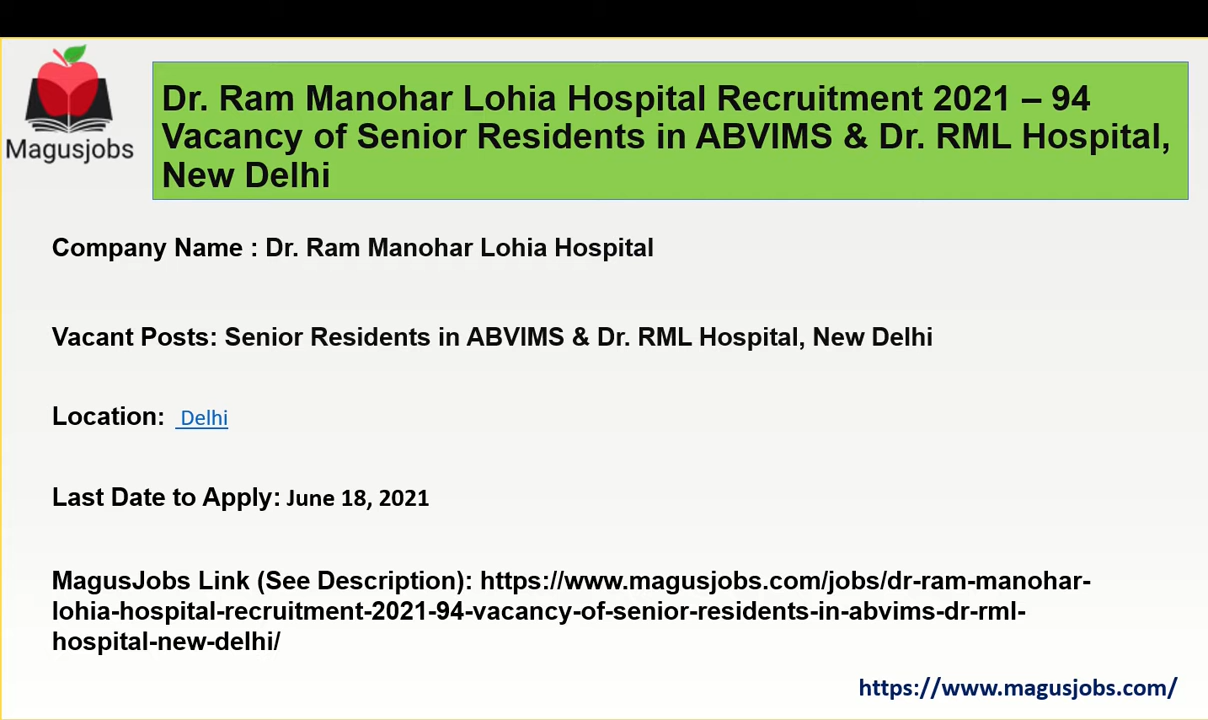 Magusjobs
Dr. Ram Manohar Lohia Hospital Recruitment 2021 – 94
Vacancy of Senior Residents in ABVIMS & Dr. RML Hospital,
New Delhi
Company Name : Dr. Ram Manohar Lohia Hospital
Vacant Posts: Senior Residents in ABVIMS & Dr. RML Hospital, New Delhi
Location: Delhi
Last Date to Apply: June 18, 2021
MagusJobs Link (See Description): https://www.magusjobs.com/jobs/dr-ram-manohar-
lohia-hospital-recruitment-2021-94-vacancy-of-senior-residents-in-abvims-dr-rml-
hospital-new-delhi/
https://www.magusjobs.com/